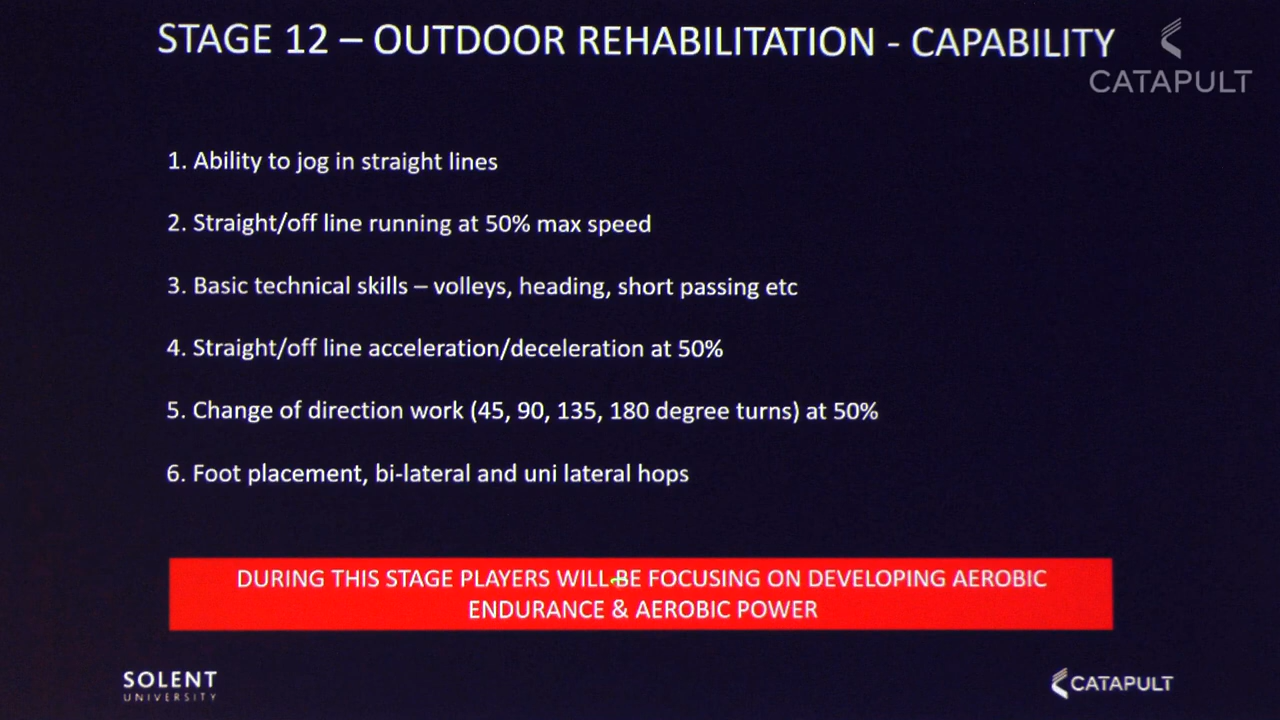 STAGE 12 – OUTDOOR REHABILITATION - CAPABILITY
CATAPULT
1. Ability to jog in straight lines
2. Straight/off line running at 50% max speed
3. Basic technical skills – volleys, heading, short passing etc
4. Straight/off line acceleration/deceleration at 50%
5. Change of direction work (45, 90, 135, 180 degree turns) at 50%
6. Foot placement, bi-lateral and uni lateral hops
DURING THIS STAGE PLAYERS WILL BE FOCUSING ON DEVELOPING AEROBIC
ENDURANCE & AEROBIC POWER
SOLENT
UNIVERSITY
CATAPULT